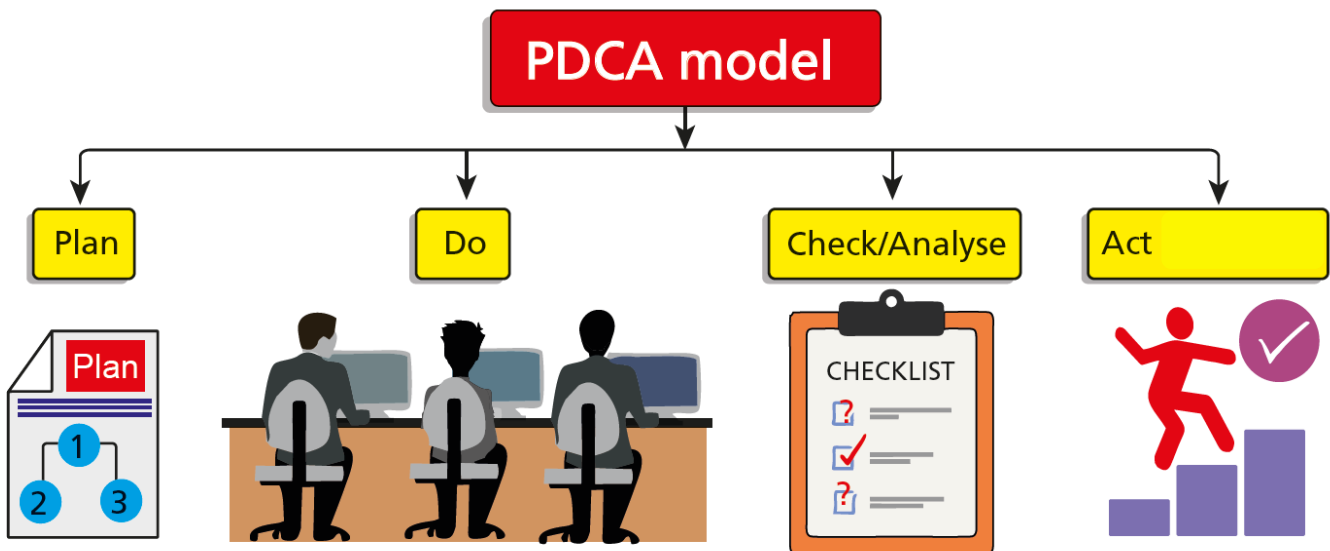 PDCA model
Plan
Do
Check/Analyse
Act
Plan
1
2
3
CHECKLIST
?
?